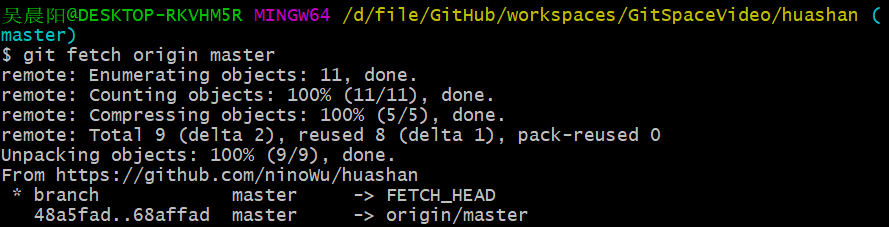 吴晨阳@DESKTOP-RKVHM5R MINGW64 /d/file/GitHub/workspaces/GitSpaceVideo/huashan (
master)
$ git fetch origin master
remote: Enumerating objects: 11, done.
remote: Counting objects: 100% (11/11), done.
remote: Compressing objects: 100% (5/5), done.
remote: Total 9 (delta 2), reused 8 (delta 1), pack-reused 0
Unpacking objects: 100% (9/9), done.
From https://github.com/ninoWu/huashan
 * branch            master     -> FETCH_HEAD
   48a5fad..68affad  master     -> origin/master